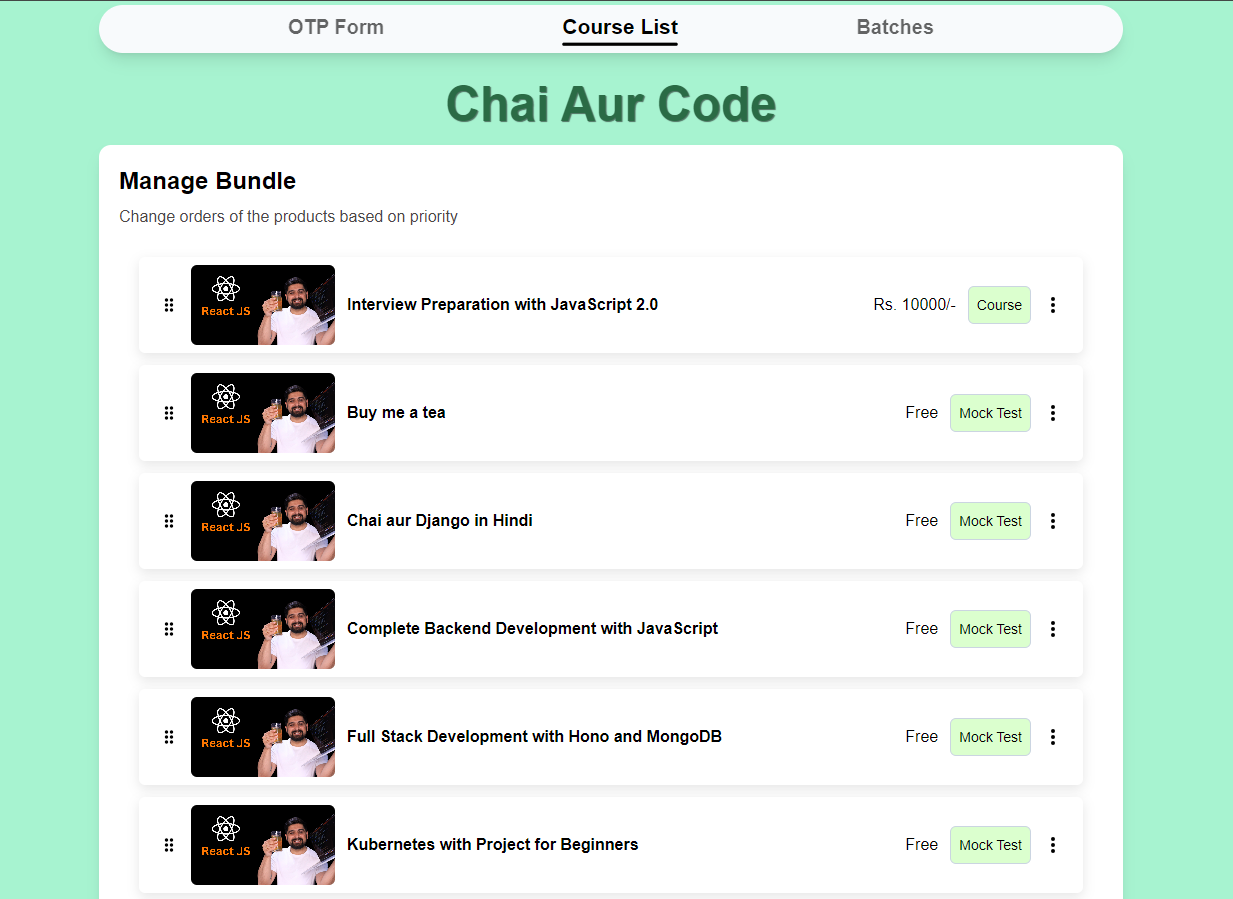 OTP Form
Course List
Batches
Chai Aur Code
Manage Bundle
Change orders of the products based on priority
React JS
Interview Preparation with JavaScript 2.0
Rs. 10000/-
Course
React JS
Buy me a tea
Free
Mock Test
React JS
Chai aur Django in Hindi
Free
Mock Test
React JS
Complete Backend Development with JavaScript
Free
Mock Test
React JS
Full Stack Development with Hono and MongoDB
Free
Mock Test
React JS
Kubernetes with Project for Beginners
Free
Mock Test